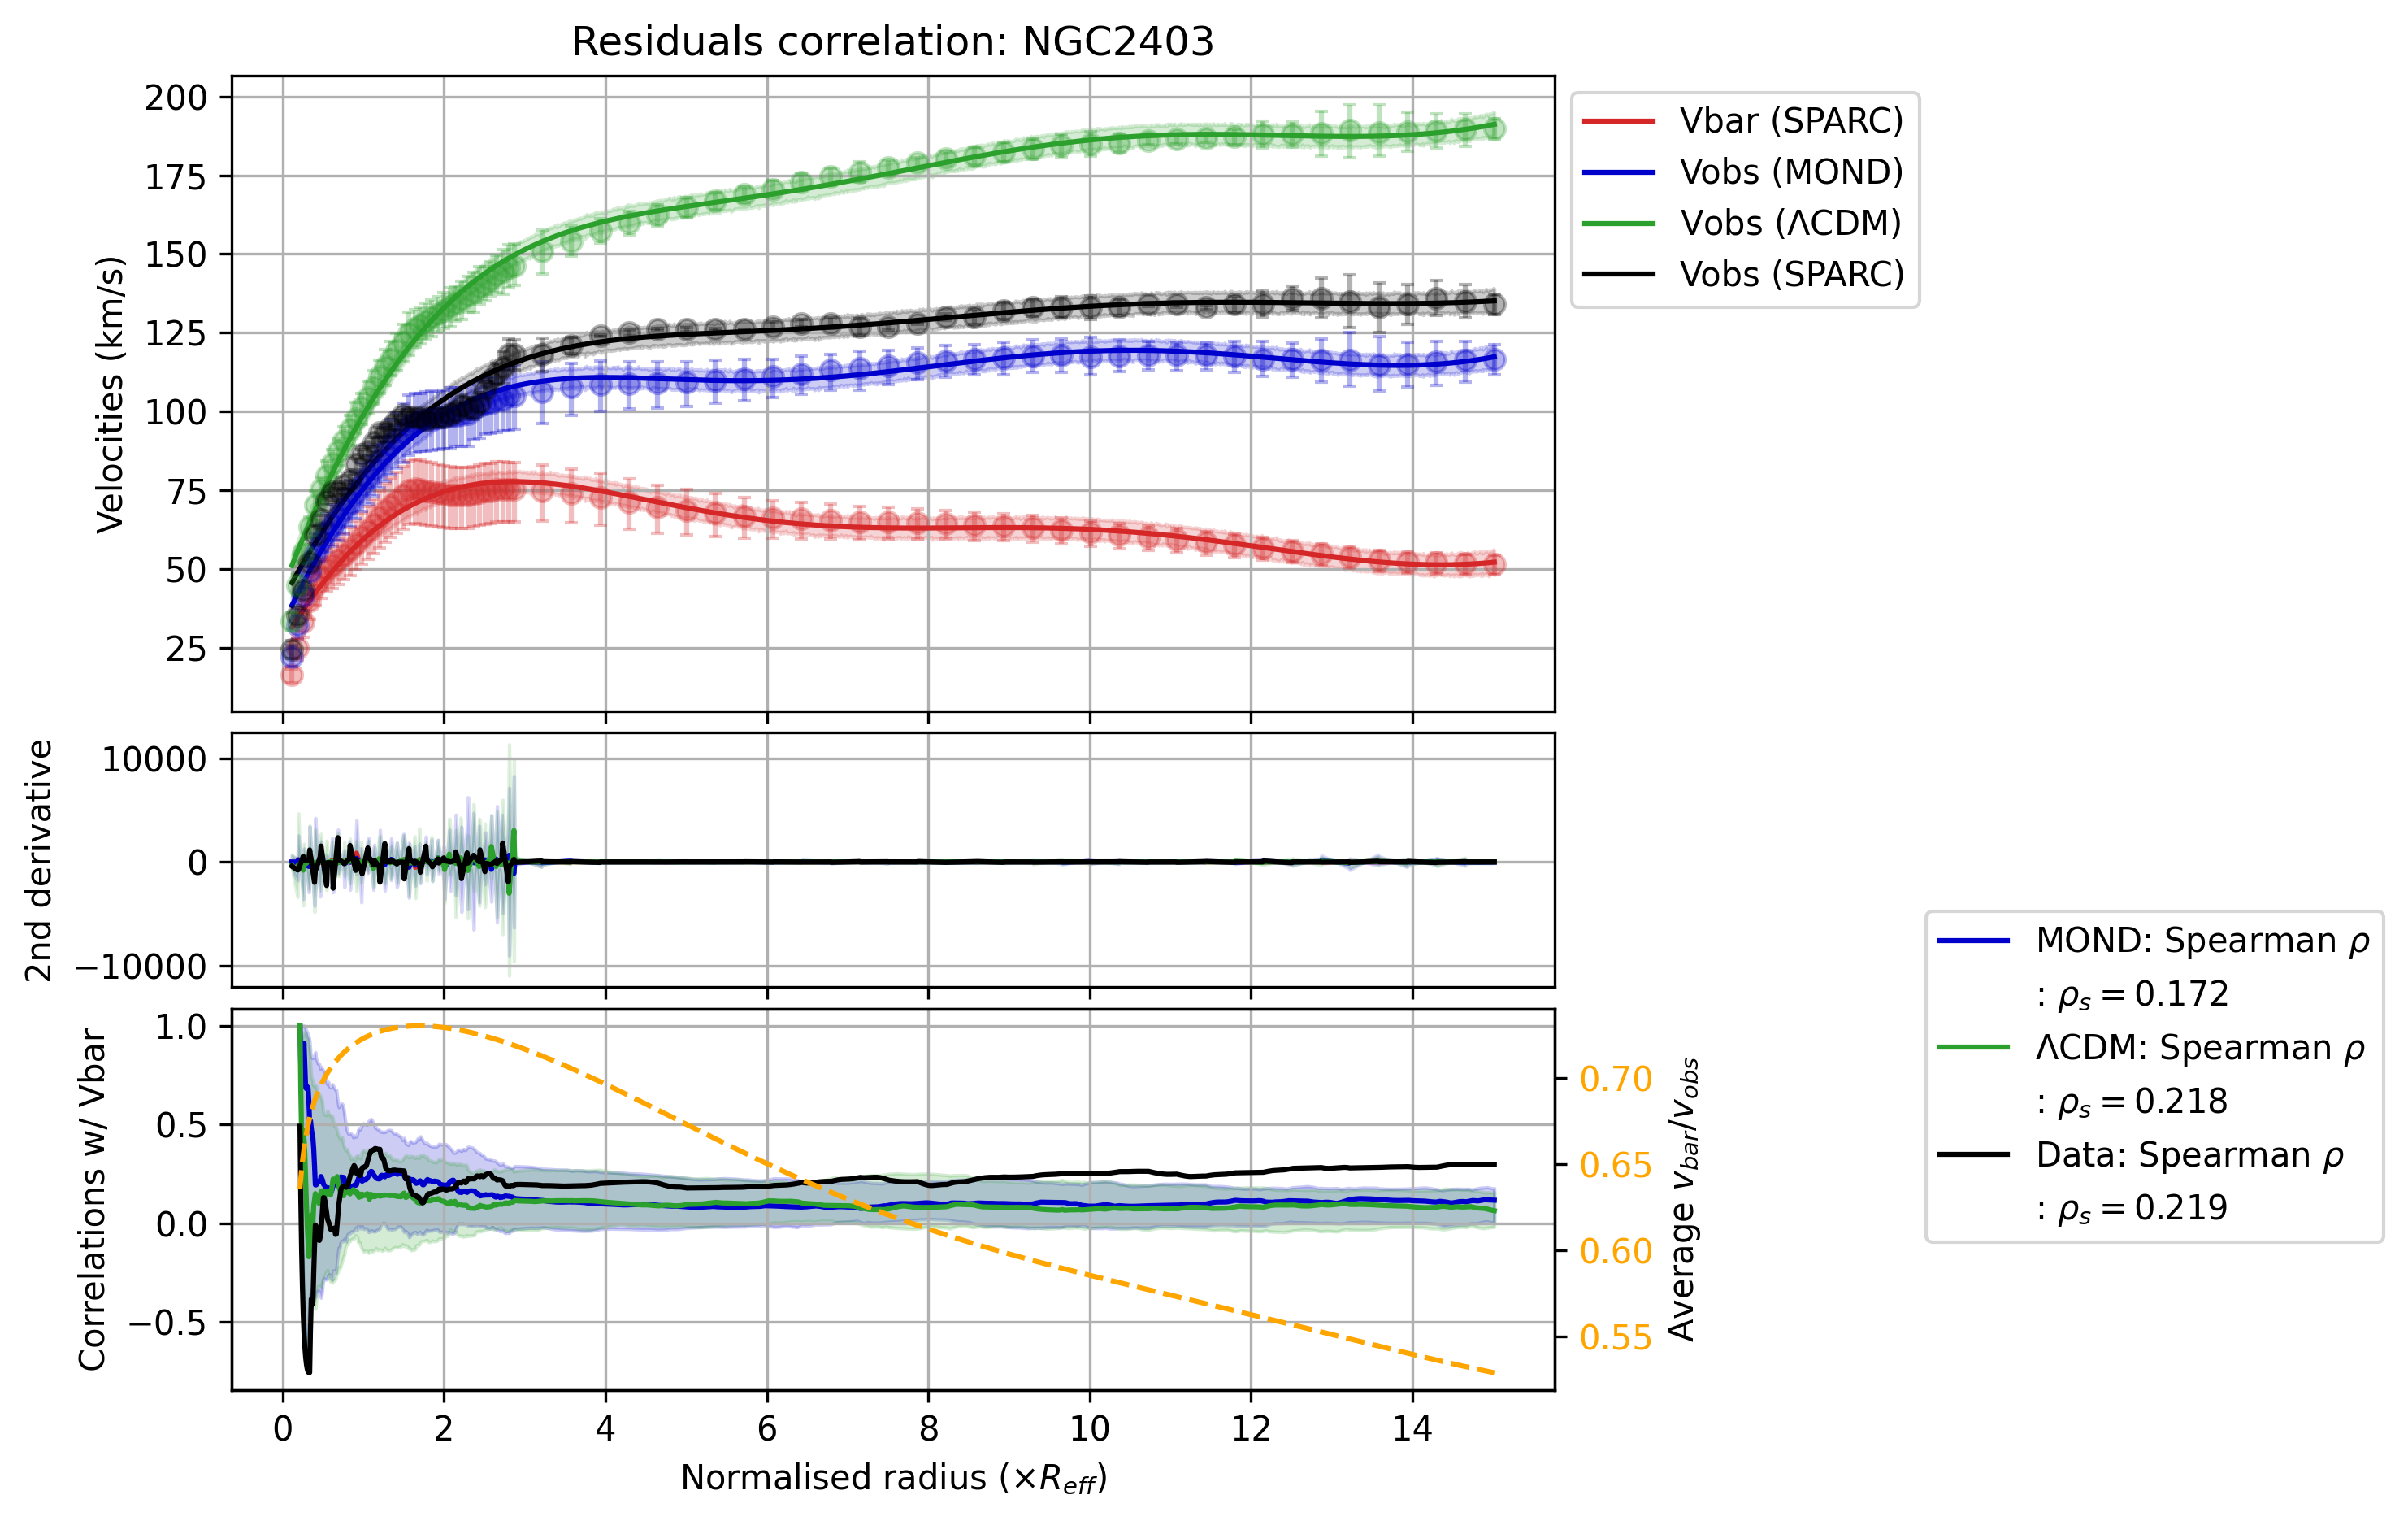 Residuals correlation: NGC2403
Velocities (km/s)
200
175
150
125
100
75
50
25
Vbar (SPARC)
Vobs (MOND)
Vobs (ΛCDM)
Vobs (SPARC)
2nd derivative
10000
0
−10000
Correlations w/ Vbar
1.0
0.5
0.0
−0.5
0.70
0.65
0.60
0.55
Average v_bar/v_obs
MOND: Spearman ρ
: ρ_s = 0.172
ΛCDM: Spearman ρ
: ρ_s = 0.218
Data: Spearman ρ
: ρ_s = 0.219
0 2 4 6 8 10 12 14
Normalised radius (×R_eff)